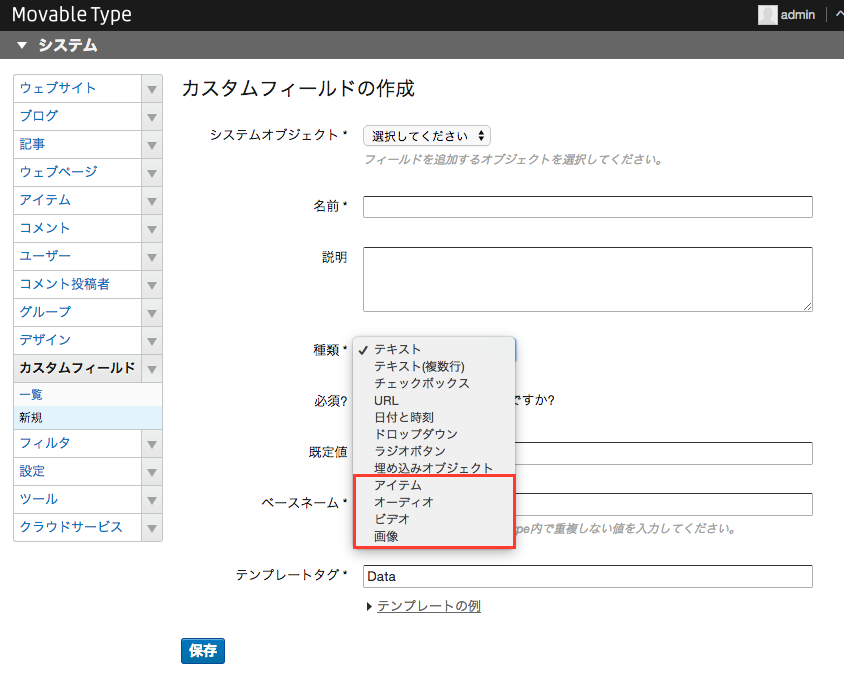 Movable Type
admin
システム
ウェブサイト
ブログ
記事
ウェブページ
アイテム
コメント
ユーザー
コメント投稿者
グループ
デザイン
カスタムフィールド
一覧
新規
フィルタ
設定
ツール
クラウドサービス
カスタムフィールドの作成
システムオブジェクト *
選択してください
フィールドを追加するオブジェクトを選択してください。
名前 *
説明
種類 *
✓ テキスト
テキスト(複数行)
チェックボックス
URL
日付と時刻
ドロップダウン
ラジオボタン
埋め込みオブジェクト
アイテム
オーディオ
ビデオ
画像
必須?
ですか?
既定値
ベースネーム *
ype内で重複しない値を入力してください。
テンプレートタグ *
Data
テンプレートの例
保存